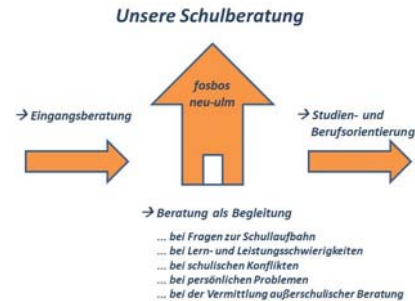 Unsere Schulberatung
fosbos
neu-ulm
→ Eingangsberatung
→ Studien- und
Berufsorientierung
→ Beratung als Begleitung
... bei Fragen zur Schullaufbahn
... bei Lern- und Leistungsschwierigkeiten
... bei schulischen Konflikten
... bei persönlichen Problemen
... bei der Vermittlung außerschulischer Beratung